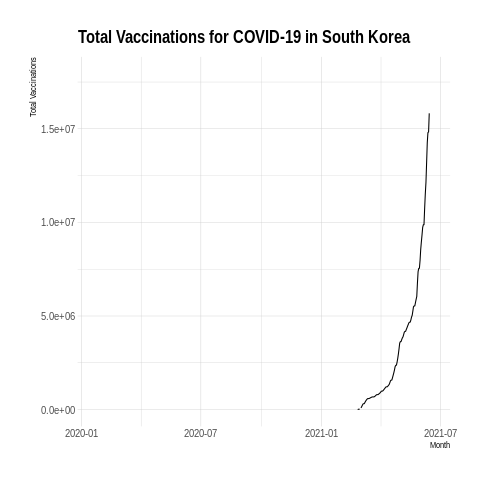 Total Vaccinations for COVID-19 in South Korea
Total Vaccinations
1.5e+07
1.0e+07
5.0e+06
0.0e+00
2020-01 2020-07 2021-01 2021-07
Month